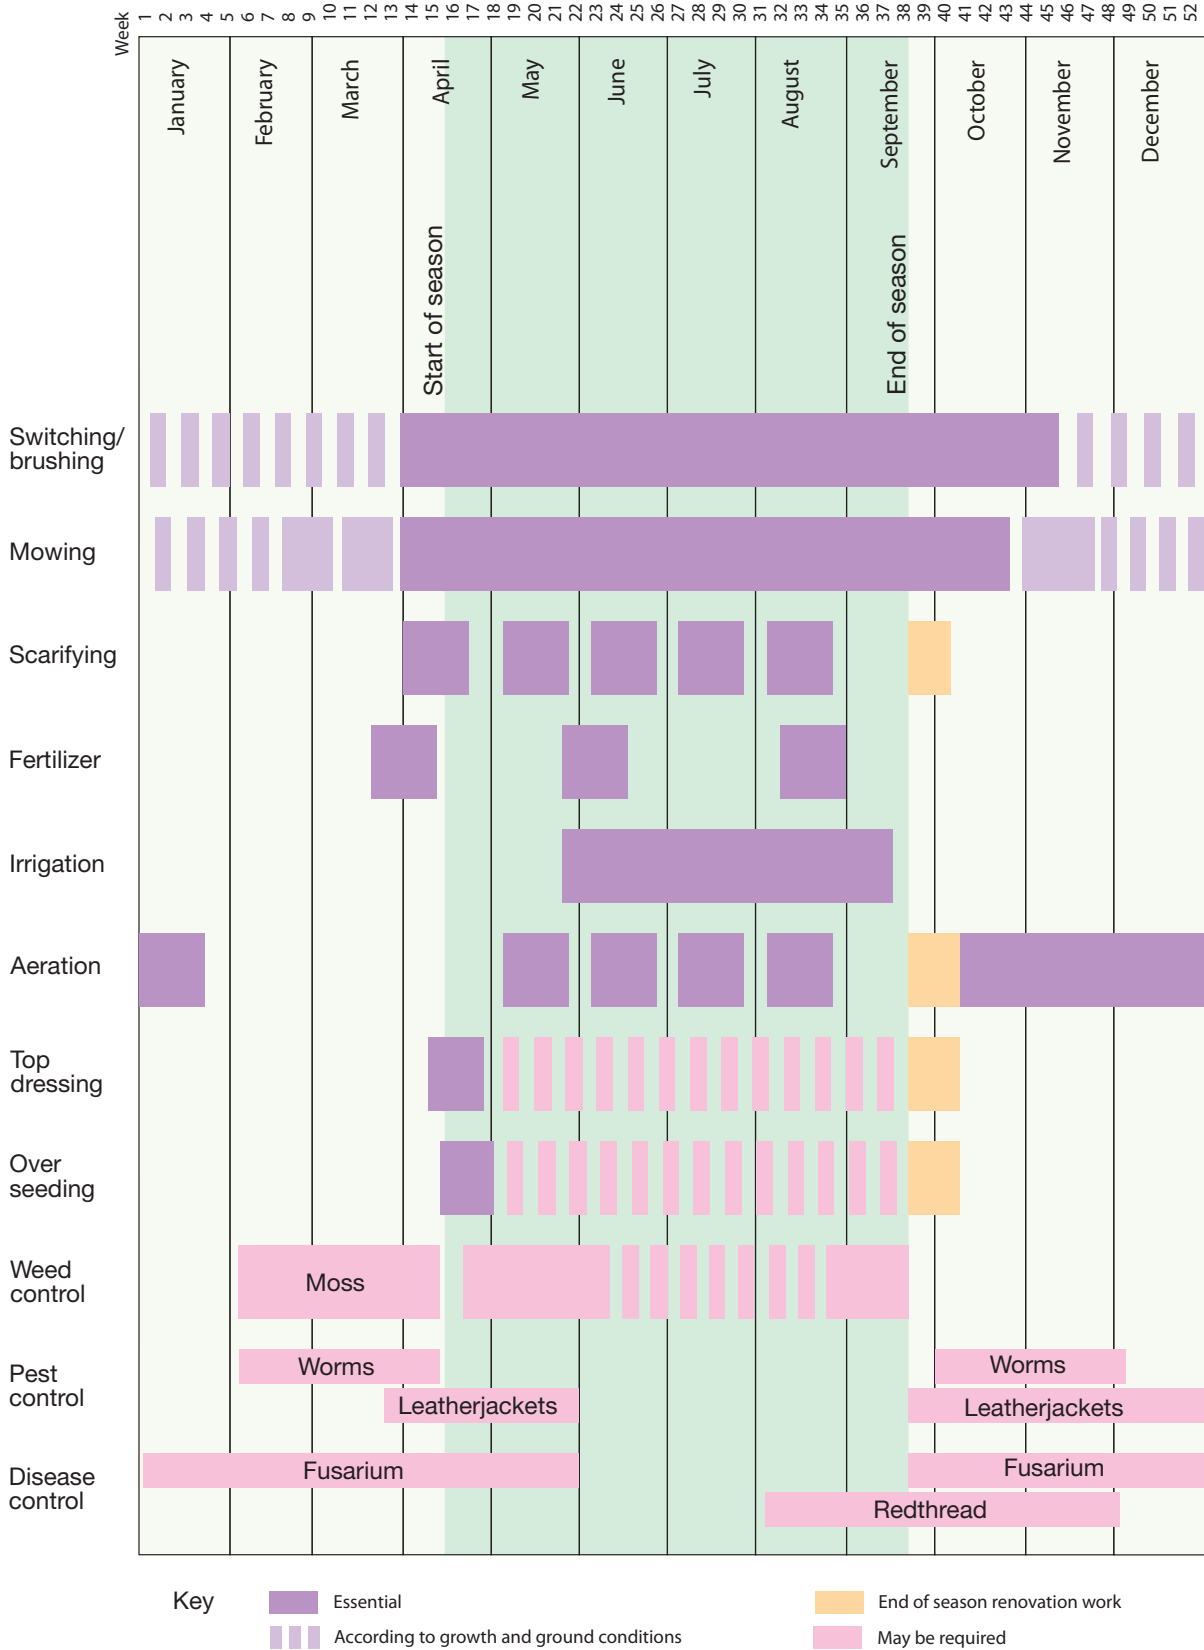 Week 1 2 3 4 5 6 7 8 9 10 11 12 13 14 15 16 17 18 19 20 21 22 23 24 25 26 27 28 29 30 31 32 33 34 35 36 37 38 39 40 41 42 43 44 45 46 47 48 49 50 51 52
January February March April May June July August September October November December
Start of season
End of season
Switching/
brushing
Mowing
Scarifying
Fertilizer
Irrigation
Aeration
Top
dressing
Over
seeding
Weed
control
Moss
Pest
control
Worms
Worms
Leatherjackets
Leatherjackets
Disease
control
Fusarium
Fusarium
Redthread
Key
Essential
End of season renovation work
According to growth and ground conditions
May be required